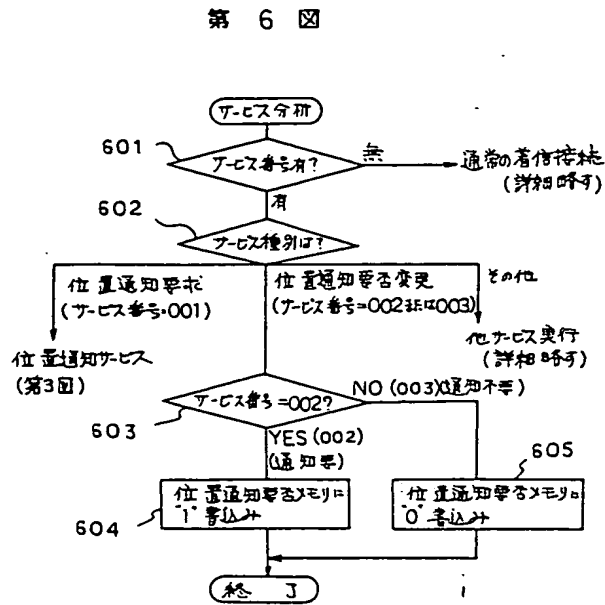 第 6 図
サービス分析
601
サービス番号有?
無
通常の着信接続
(詳細略す)
有
602
サービス種別は?
位置通知要求
(サービス番号=001)
位置通知要否変更
(サービス番号=002または003)
その他
位置通知サービス
(第3図)
他サービス実行
(詳細略す)
サービス番号=002?
NO (003)(通知不要)
603
YES (002)
(通知要)
605
位置通知要否メモリに
"1" 書込み
位置通知要否メモリに
"0" 書込み
604
終 了